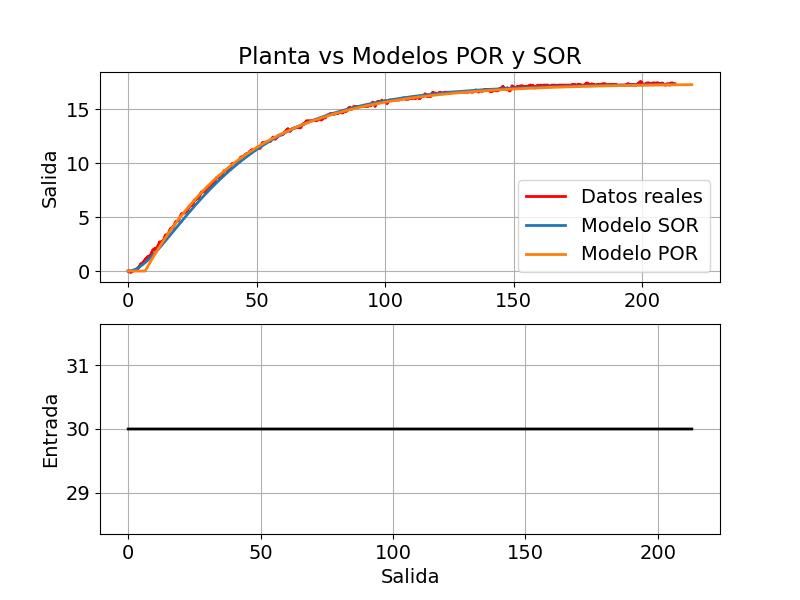 Planta vs Modelos POR y SOR
Salida
15
10
5
0
0 50 100 150 200
Datos reales
Modelo SOR
Modelo POR
Entrada
31
30
29
0 50 100 150 200
Salida